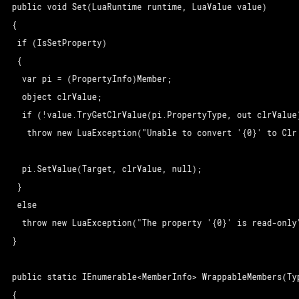 public void Set(LuaRuntime runtime, LuaValue value)
{
if (IsSetProperty)
{
var pi = (PropertyInfo)Member;
object clrValue;
if (!value.TryGetClrValue(pi.PropertyType, out clrValue
throw new LuaException("Unable to convert '{0}' to Clr
pi.SetValue(Target, clrValue, null);
}
else
throw new LuaException("The property '{0}' is read-only"
}
public static IEnumerable<MemberInfo> WrappableMembers(Typ
{